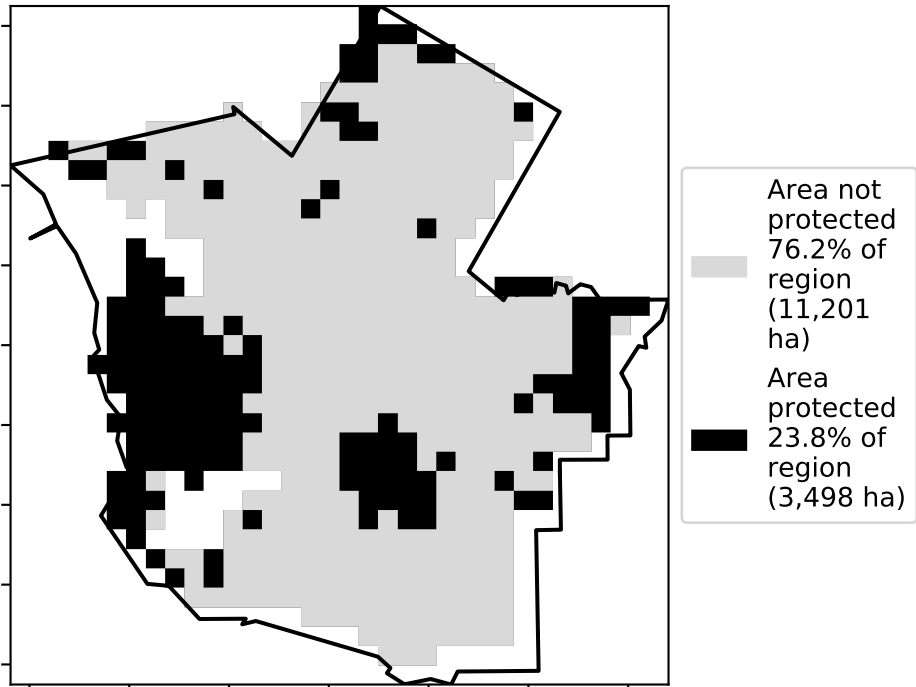 Area not
protected
76.2% of
region
(11,201
ha)
Area
protected
23.8% of
region
(3,498 ha)